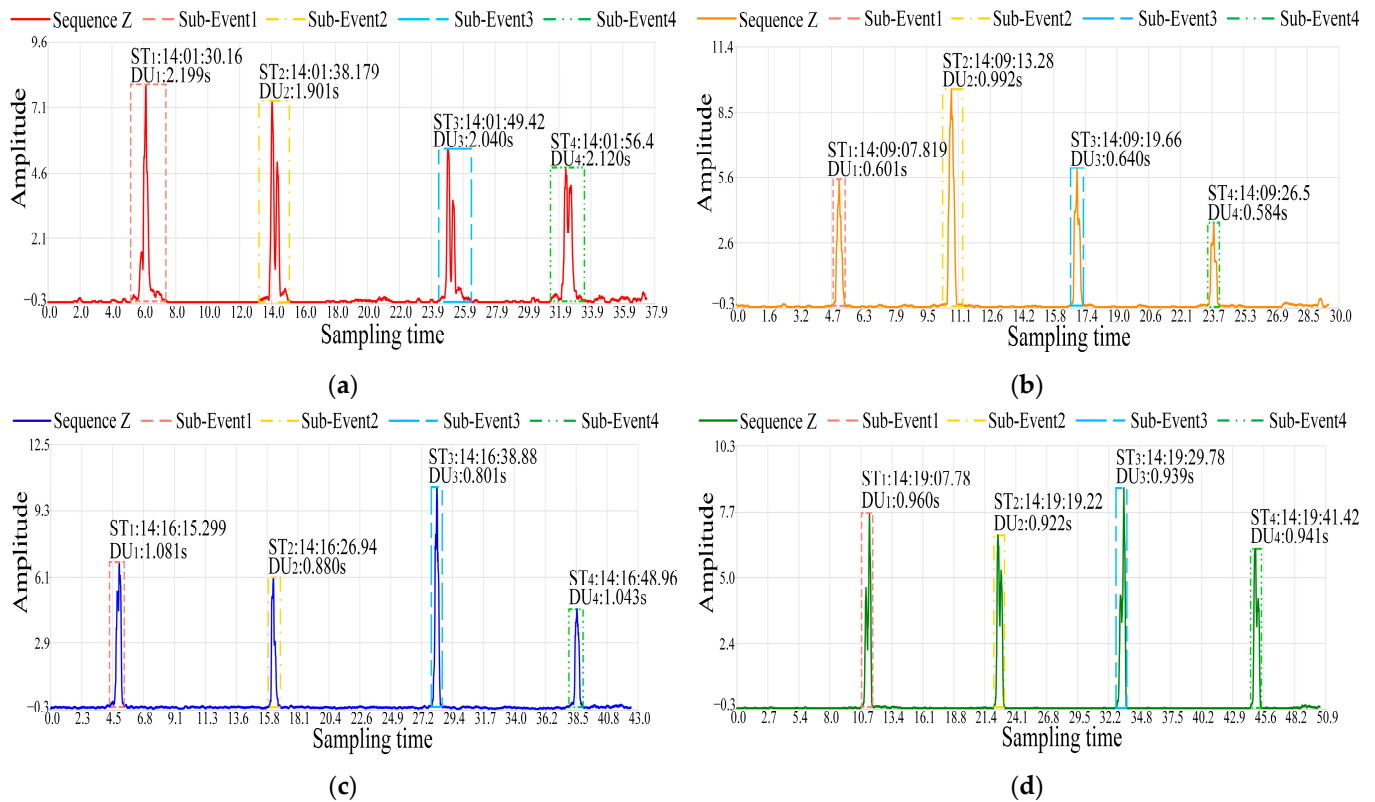 Sequence Z Sub-Event1 Sub-Event2 Sub-Event3 Sub-Event4
(a)
9.6
7.1
4.6
2.1
−0.3
Amplitude
ST1:14:01:30.16
DU1:2.199s
ST2:14:01:38.179
DU2:1.901s
ST3:14:01:49.42
DU3:2.040s
ST4:14:01:56.4
DU4:2.120s
0.0 2.0 4.0 6.0 8.0 10.0 12.0 14.0 16.0 18.0 20.0 22.0 24.9 25.9 27.9 29.9 31.9 33.9 35.9 37.9
Sampling time
(a)
Sequence Z Sub-Event1 Sub-Event2 Sub-Event3 Sub-Event4
(b)
11.4
8.5
5.6
2.6
−0.3
Amplitude
ST1:14:09:07.819
DU1:0.601s
ST2:14:09:13.28
DU2:0.992s
ST3:14:09:19.66
DU3:0.640s
ST4:14:09:26.5
DU4:0.584s
0.0 1.6 3.2 4.7 6.3 7.9 9.5 11.1 12.6 14.2 15.8 17.4 19.0 20.6 22.1 23.7 25.3 26.9 28.5 30.0
Sampling time
(b)
Sequence Z Sub-Event1 Sub-Event2 Sub-Event3 Sub-Event4
12.5
9.3
6.1
2.9
−0.3
Amplitude
ST1:14:16:15.299
DU1:1.081s
ST2:14:16:26.94
DU2:0.880s
ST3:14:16:38.88
DU3:0.801s
ST4:14:16:48.96
DU4:1.043s
0.0 2.3 4.5 6.8 9.1 11.3 13.6 15.8 18.1 20.4 22.6 24.9 27.2 29.4 31.7 34.0 36.2 38.5 40.8 43.0
Sampling time
(c)
Sequence Z Sub-Event1 Sub-Event2 Sub-Event3 Sub-Event4
10.3
7.7
5.0
2.4
−0.3
Amplitude
ST1:14:19:07.78
DU1:0.960s
ST2:14:19:19.22
DU2:0.922s
ST3:14:19:29.78
DU3:0.939s
ST4:14:19:41.42
DU4:0.941s
0.0 2.7 5.4 8.0 10.7 13.4 16.1 18.8 21.4 24.1 26.8 29.5 32.2 34.8 37.5 40.2 42.9 45.6 48.2 50.9
Sampling time
(d)